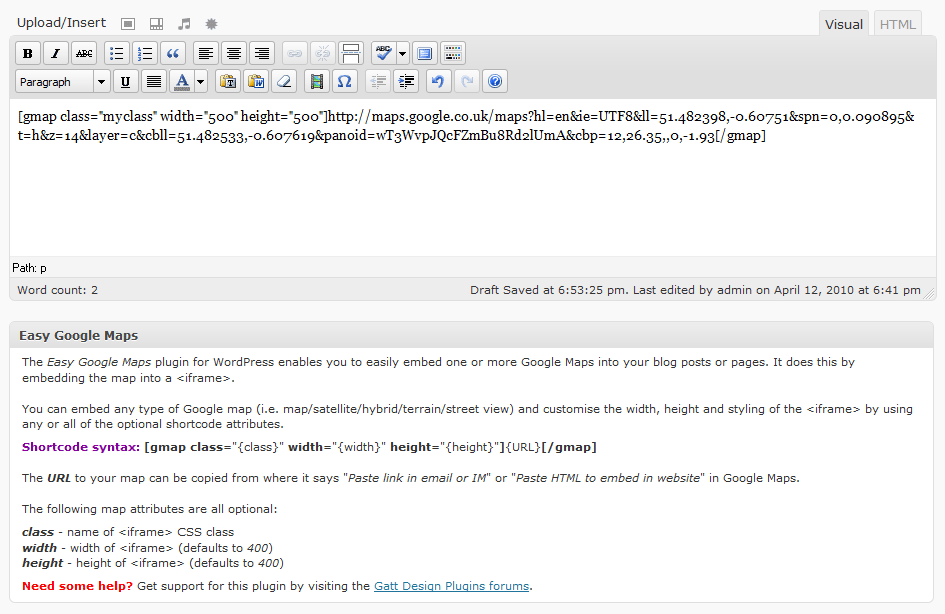 Upload/Insert
Visual
HTML
B I ABC
ABC
Paragraph
U A T W Ω ?
[gmap class="myclass" width="500" height="500"]http://maps.google.co.uk/maps?hl=en&ie=UTF8&ll=51.482398,-0.60751&spn=0,0.090895&
t=h&z=14&layer=c&cbll=51.482533,-0.607619&panoid=wT3WvpJQcFZmBu8Rd2lUmA&cbp=12,26.35,,0,-1.93[/gmap]
Path: p
Word count: 2
Draft Saved at 6:53:25 pm. Last edited by admin on April 12, 2010 at 6:41 pm
Easy Google Maps
The Easy Google Maps plugin for WordPress enables you to easily embed one or more Google Maps into your blog posts or pages. It does this by
embedding the map into a <iframe>.
You can embed any type of Google map (i.e. map/satellite/hybrid/terrain/street view) and customise the width, height and styling of the <iframe> by using
any or all of the optional shortcode attributes.
Shortcode syntax: [gmap class="{class}" width="{width}" height="{height}"]{URL}[/gmap]
The URL to your map can be copied from where it says "Paste link in email or IM" or "Paste HTML to embed in website" in Google Maps.
The following map attributes are all optional:
class - name of <iframe> CSS class
width - width of <iframe> (defaults to 400)
height - height of <iframe> (defaults to 400)
Need some help? Get support for this plugin by visiting the Gatt Design Plugins forums.